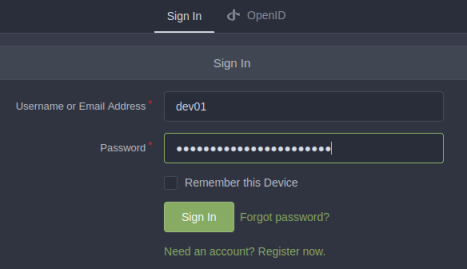 Sign In OpenID
Sign In
Username or Email Address * dev01
Password * •••••••••••••••••••••••
Remember this Device
Sign In Forgot password?
Need an account? Register now.